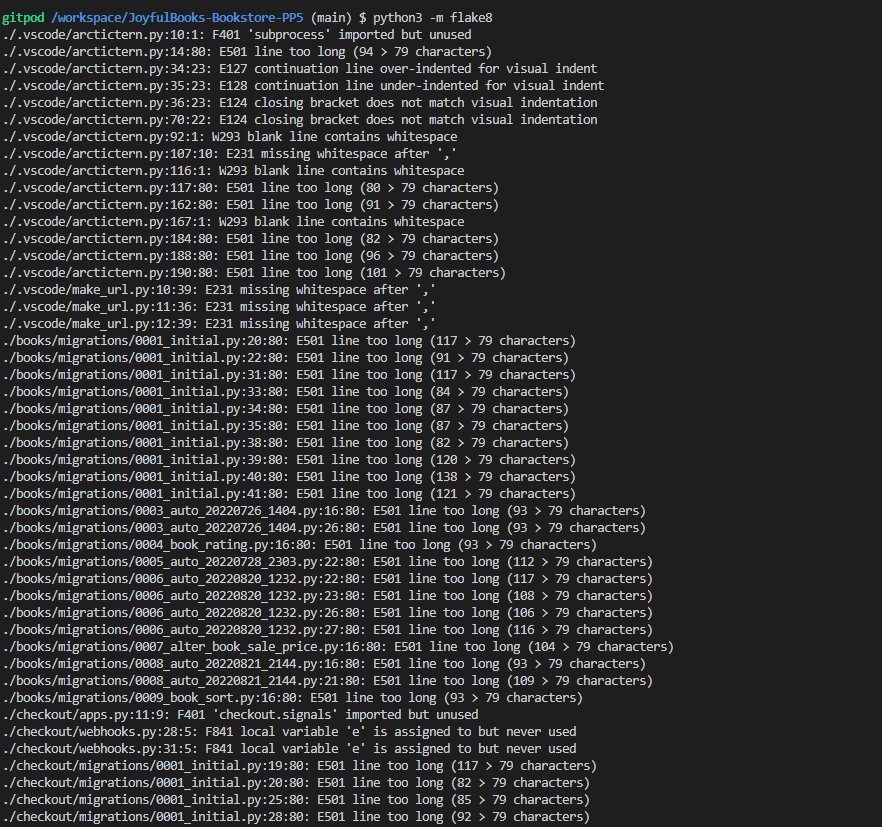 gitpod /workspace/JoyfulBooks-Bookstore-PP5 (main) $ python3 -m flake8
./.vscode/arctictern.py:10:1: F401 'subprocess' imported but unused
./.vscode/arctictern.py:14:80: E501 line too long (94 > 79 characters)
./.vscode/arctictern.py:34:23: E127 continuation line over-indented for visual indent
./.vscode/arctictern.py:35:23: E128 continuation line under-indented for visual indent
./.vscode/arctictern.py:36:23: E124 closing bracket does not match visual indentation
./.vscode/arctictern.py:70:22: E124 closing bracket does not match visual indentation
./.vscode/arctictern.py:92:1: W293 blank line contains whitespace
./.vscode/arctictern.py:107:10: E231 missing whitespace after ','
./.vscode/arctictern.py:116:1: W293 blank line contains whitespace
./.vscode/arctictern.py:117:80: E501 line too long (80 > 79 characters)
./.vscode/arctictern.py:162:80: E501 line too long (91 > 79 characters)
./.vscode/arctictern.py:167:1: W293 blank line contains whitespace
./.vscode/arctictern.py:184:80: E501 line too long (82 > 79 characters)
./.vscode/arctictern.py:188:80: E501 line too long (96 > 79 characters)
./.vscode/arctictern.py:190:80: E501 line too long (101 > 79 characters)
./.vscode/make_url.py:10:39: E231 missing whitespace after ','
./.vscode/make_url.py:11:36: E231 missing whitespace after ','
./.vscode/make_url.py:12:39: E231 missing whitespace after ','
./books/migrations/0001_initial.py:20:80: E501 line too long (117 > 79 characters)
./books/migrations/0001_initial.py:22:80: E501 line too long (91 > 79 characters)
./books/migrations/0001_initial.py:31:80: E501 line too long (117 > 79 characters)
./books/migrations/0001_initial.py:33:80: E501 line too long (84 > 79 characters)
./books/migrations/0001_initial.py:34:80: E501 line too long (87 > 79 characters)
./books/migrations/0001_initial.py:35:80: E501 line too long (87 > 79 characters)
./books/migrations/0001_initial.py:38:80: E501 line too long (82 > 79 characters)
./books/migrations/0001_initial.py:39:80: E501 line too long (120 > 79 characters)
./books/migrations/0001_initial.py:40:80: E501 line too long (138 > 79 characters)
./books/migrations/0001_initial.py:41:80: E501 line too long (121 > 79 characters)
./books/migrations/0003_auto_20220726_1404.py:16:80: E501 line too long (93 > 79 characters)
./books/migrations/0003_auto_20220726_1404.py:26:80: E501 line too long (93 > 79 characters)
./books/migrations/0004_book_rating.py:16:80: E501 line too long (93 > 79 characters)
./books/migrations/0005_auto_20220728_2303.py:22:80: E501 line too long (112 > 79 characters)
./books/migrations/0006_auto_20220820_1232.py:22:80: E501 line too long (117 > 79 characters)
./books/migrations/0006_auto_20220820_1232.py:23:80: E501 line too long (108 > 79 characters)
./books/migrations/0006_auto_20220820_1232.py:26:80: E501 line too long (106 > 79 characters)
./books/migrations/0006_auto_20220820_1232.py:27:80: E501 line too long (116 > 79 characters)
./books/migrations/0007_alter_book_sale_price.py:16:80: E501 line too long (104 > 79 characters)
./books/migrations/0008_auto_20220821_2144.py:16:80: E501 line too long (93 > 79 characters)
./books/migrations/0008_auto_20220821_2144.py:21:80: E501 line too long (109 > 79 characters)
./books/migrations/0009_book_sort.py:16:80: E501 line too long (93 > 79 characters)
./checkout/apps.py:11:9: F401 'checkout.signals' imported but unused
./checkout/webhooks.py:28:5: F841 local variable 'e' is assigned to but never used
./checkout/webhooks.py:31:5: F841 local variable 'e' is assigned to but never used
./checkout/migrations/0001_initial.py:19:80: E501 line too long (117 > 79 characters)
./checkout/migrations/0001_initial.py:20:80: E501 line too long (82 > 79 characters)
./checkout/migrations/0001_initial.py:25:80: E501 line too long (85 > 79 characters)
./checkout/migrations/0001_initial.py:28:80: E501 line too long (92 > 79 characters)